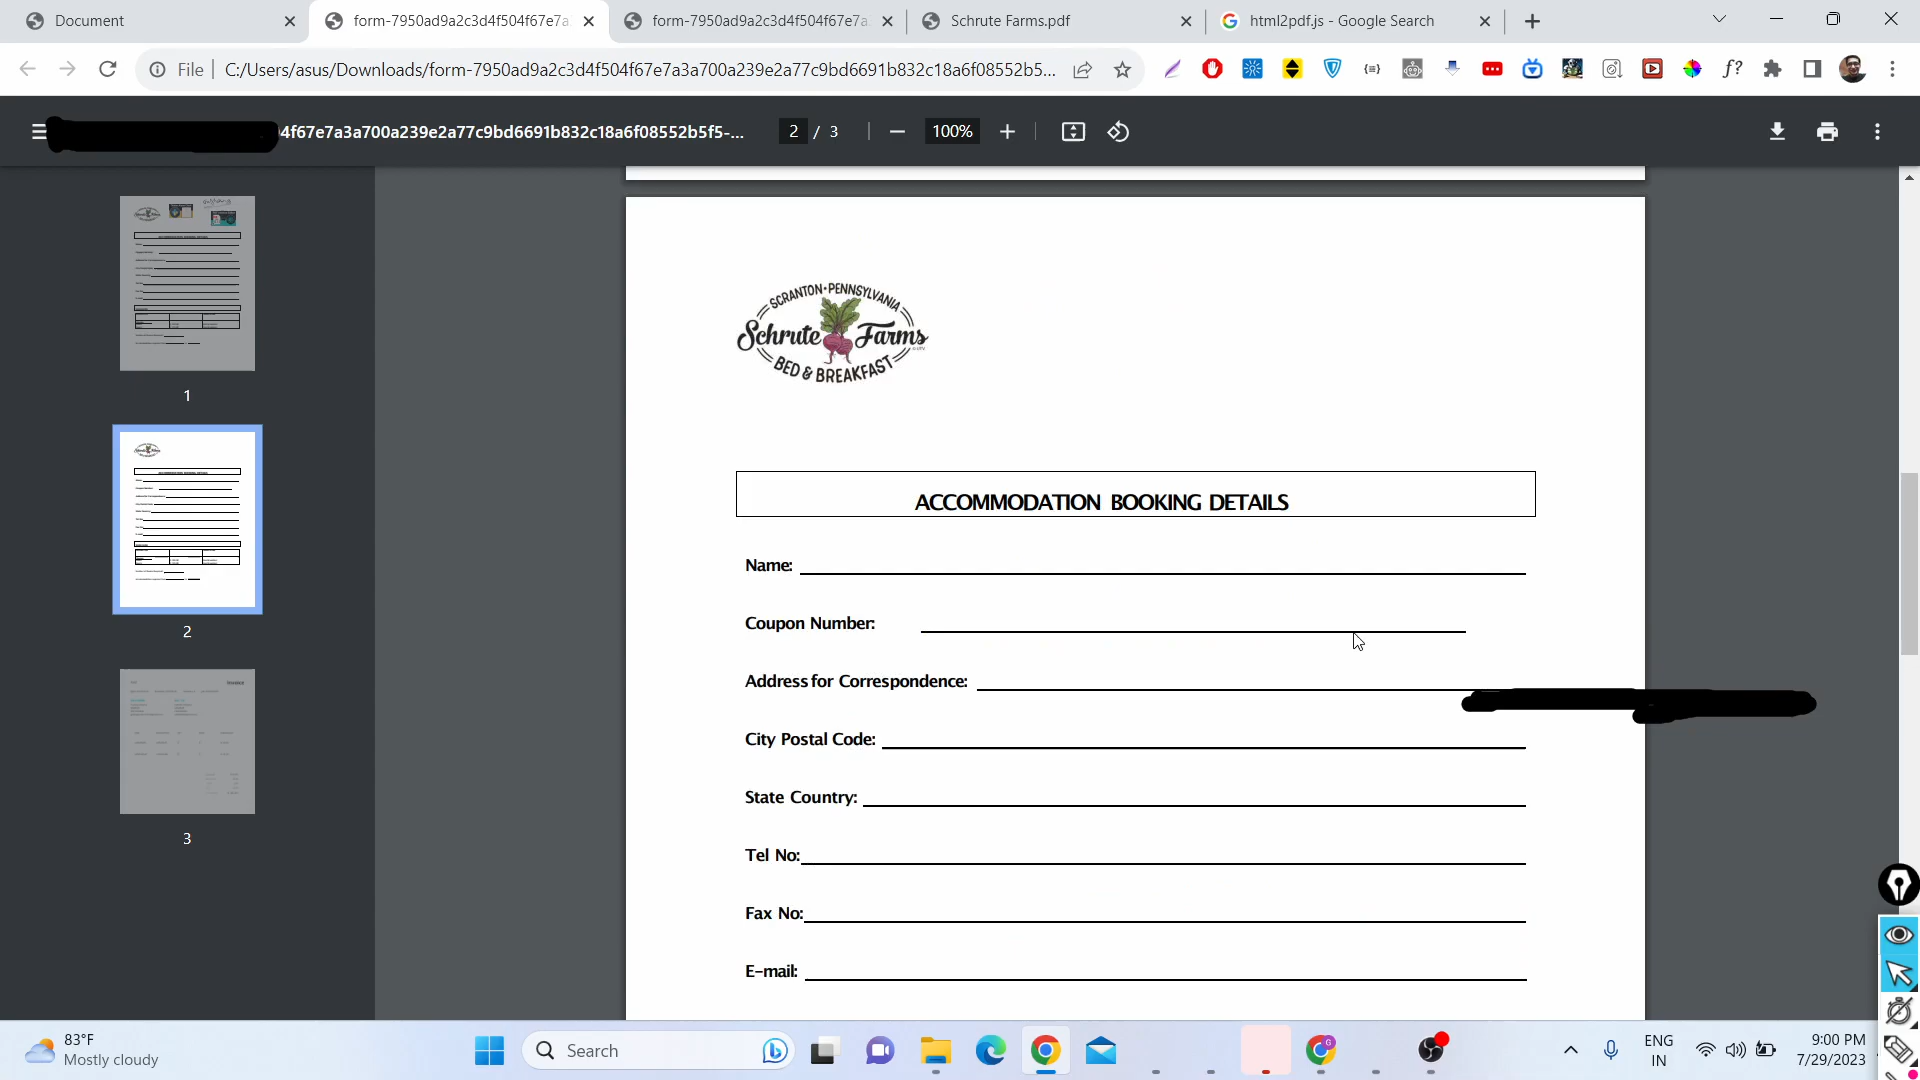 Document
form-7950ad9a2c3d4f504f67e7a
form-7950ad9a2c3d4f504f67e7a
Schrute Farms.pdf
html2pdf.js - Google Search
File
C:/Users/asus/Downloads/form-7950ad9a2c3d4f504f67e7a3a700a239e2a77c9bd6691b832c18a6f08552b5...
4f67e7a3a700a239e2a77c9bd6691b832c18a6f08552b5f5-...
2 / 3
100%
1
2
3
SCRANTON • PENNSYLVANIA
Schrute Farms
BED & BREAKFAST
ACCOMMODATION BOOKING DETAILS
Name:
Coupon Number:
Address for Correspondence:
City Postal Code:
State Country:
Tel No:
Fax No:
E-mail:
83°F
Mostly cloudy
Search
ENG
IN
9:00 PM
7/29/2023